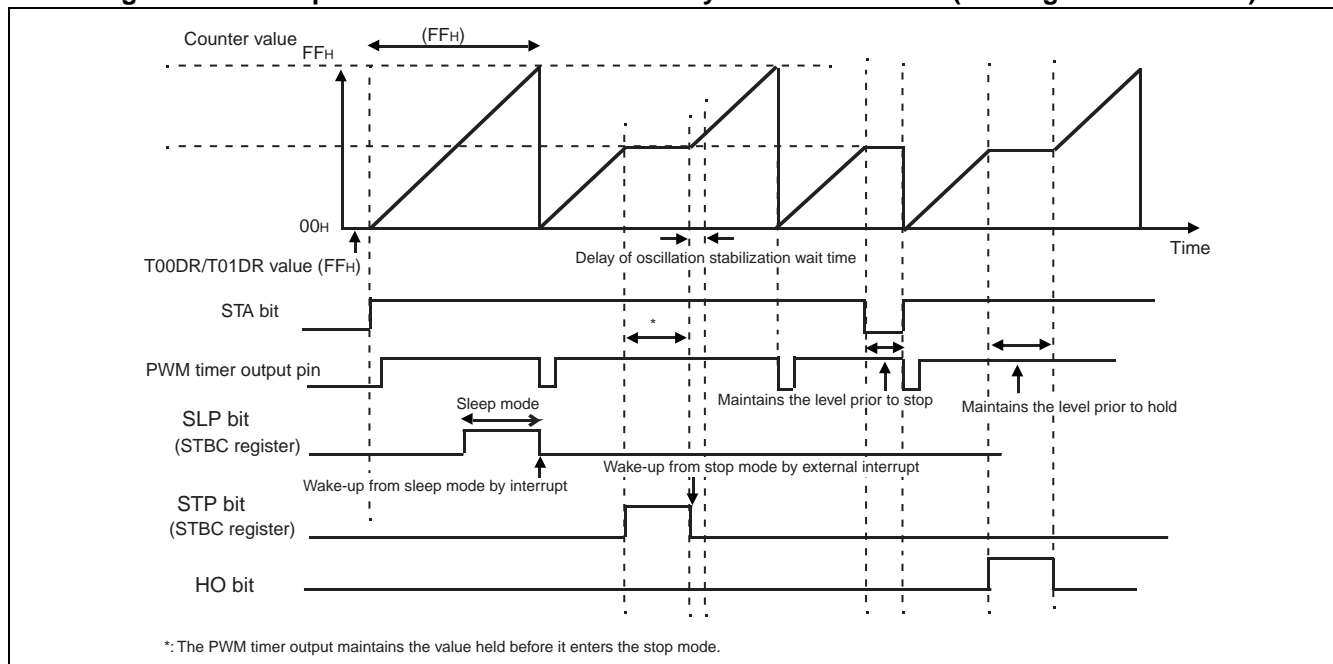 Counter value
FFH
(FFH)
00H
Time
Delay of oscillation stabilization wait time
T00DR/T01DR value (FFH)
STA bit
*
PWM timer output pin
Maintains the level prior to stop
Maintains the level prior to hold
Sleep mode
SLP bit
(STBC register)
Wake-up from stop mode by external interrupt
Wake-up from sleep mode by interrupt
STP bit
(STBC register)
HO bit
*: The PWM timer output maintains the value held before it enters the stop mode.